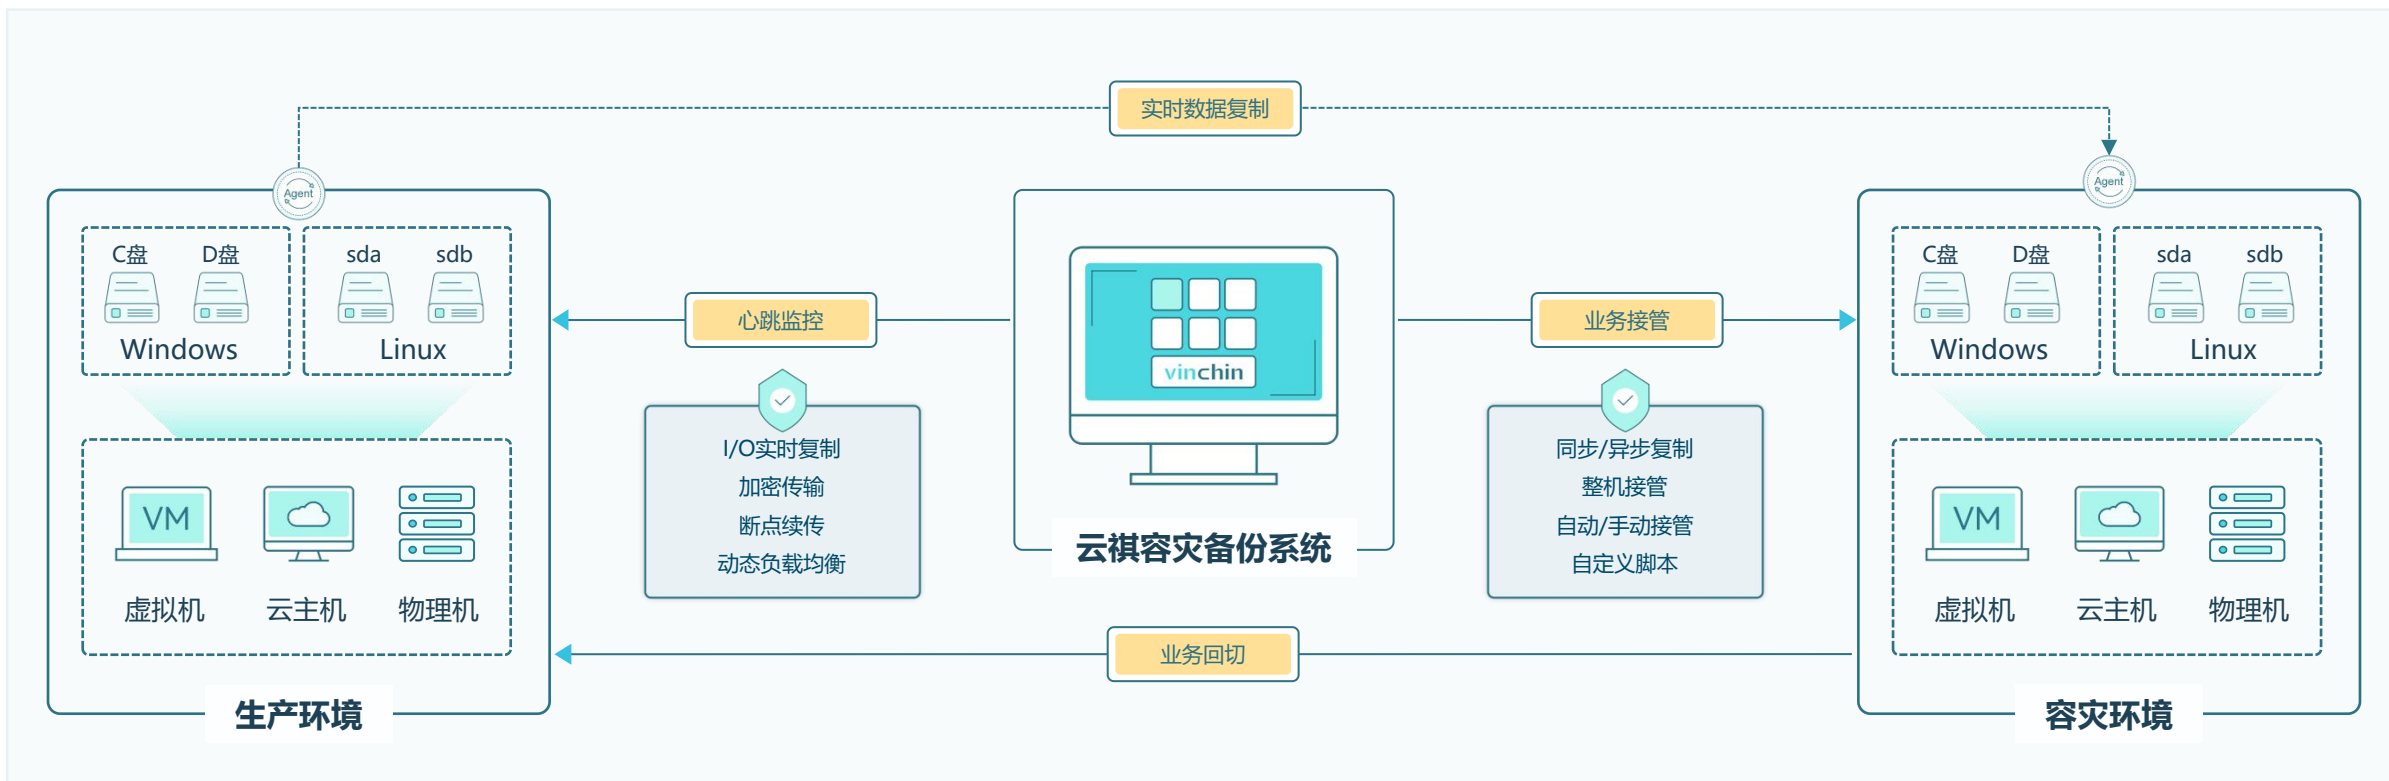 实时数据复制
Agent
C盘 D盘
Windows
sda sdb
Linux
VM
虚拟机 云主机 物理机
生产环境
心跳监控
I/O实时复制
加密传输
断点续传
动态负载均衡
vinchin
云祺容灾备份系统
业务接管
同步/异步复制
整机接管
自动/手动接管
自定义脚本
业务回切
Agent
C盘 D盘
Windows
sda sdb
Linux
VM
虚拟机 云主机 物理机
容灾环境